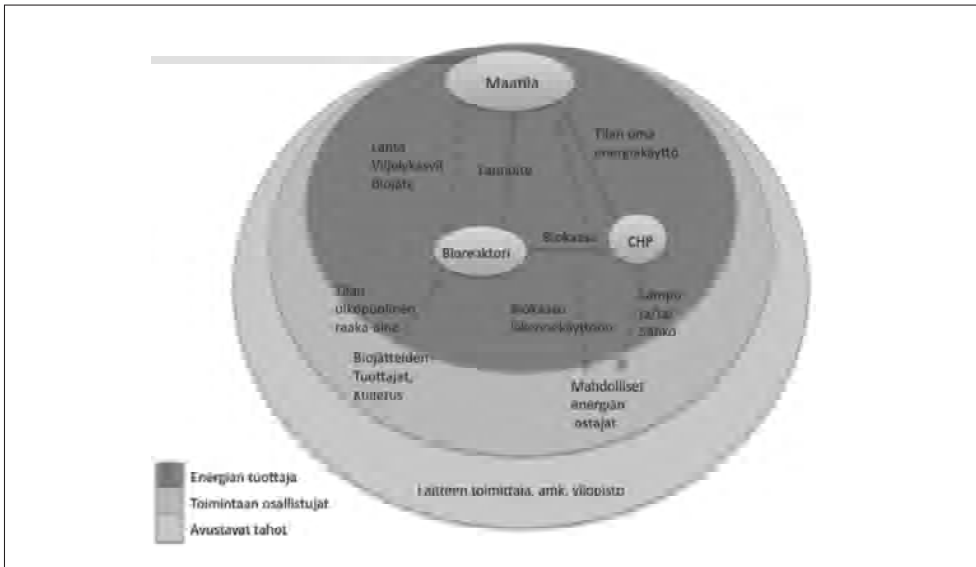 Maatila
Tilan oma
energiakäyttö
Lanta
Viljelykasvit
Biojäte
Lannoite
Biokaasu
CHP
Bioreaktori
Tilan
ulkopuolinen
raaka-aine
Biokaasu
liikennekäyttöön
Lämpö
ja/tai
sähkö
Biojätteiden
Tuottajat,
Kuljetus
Mahdolliset
energian
ostajat
Energian tuottaja
Toimintaan osallistujat
Avustavat tahot
Laitteen toimittaja, amk, yliopisto